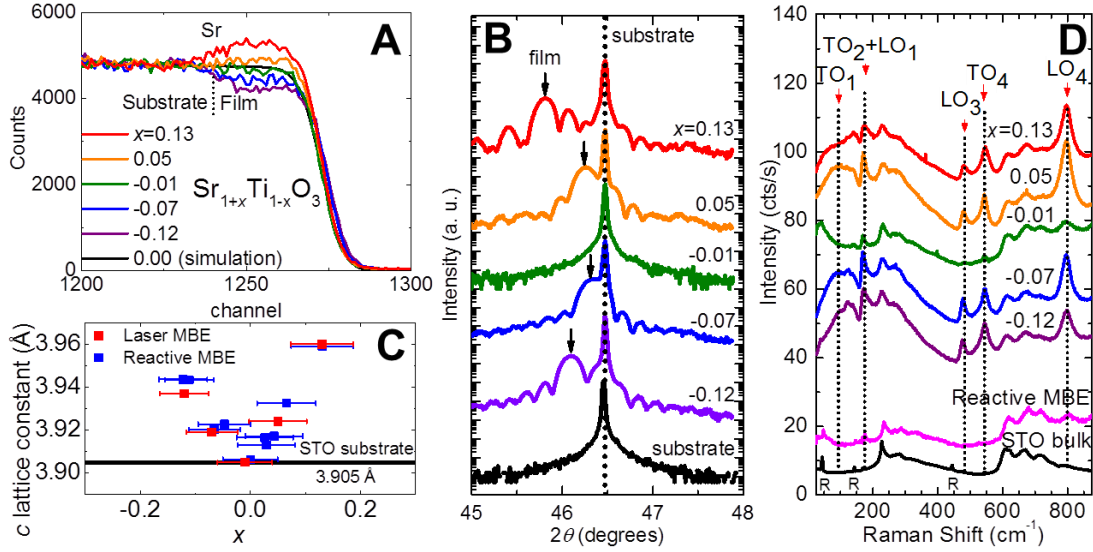 A
6000
4000
2000
0
Counts
Sr
Substrate
Film
x=0.13
0.05
-0.01
-0.07
-0.12
0.00 (simulation)
Sr1+xTi1-xO3
1200
1250
1300
channel
B
substrate
film
x=0.13
0.05
-0.01
-0.07
-0.12
substrate
Intensity (a. u.)
45
46
47
48
2θ (degrees)
C
Laser MBE
Reactive MBE
3.96
3.94
3.92
3.90
c lattice constant (Å)
STO substrate
3.905 Å
-0.2
0.0
0.2
x
D
140
120
100
80
60
40
20
0
Intensity (cts/s)
TO2+LO1
TO1
LO3
TO4
LO4
x=0.13
0.05
-0.01
-0.07
-0.12
Reactive MBE
STO bulk
R
R
R
200
400
600
800
Raman Shift (cm-1)